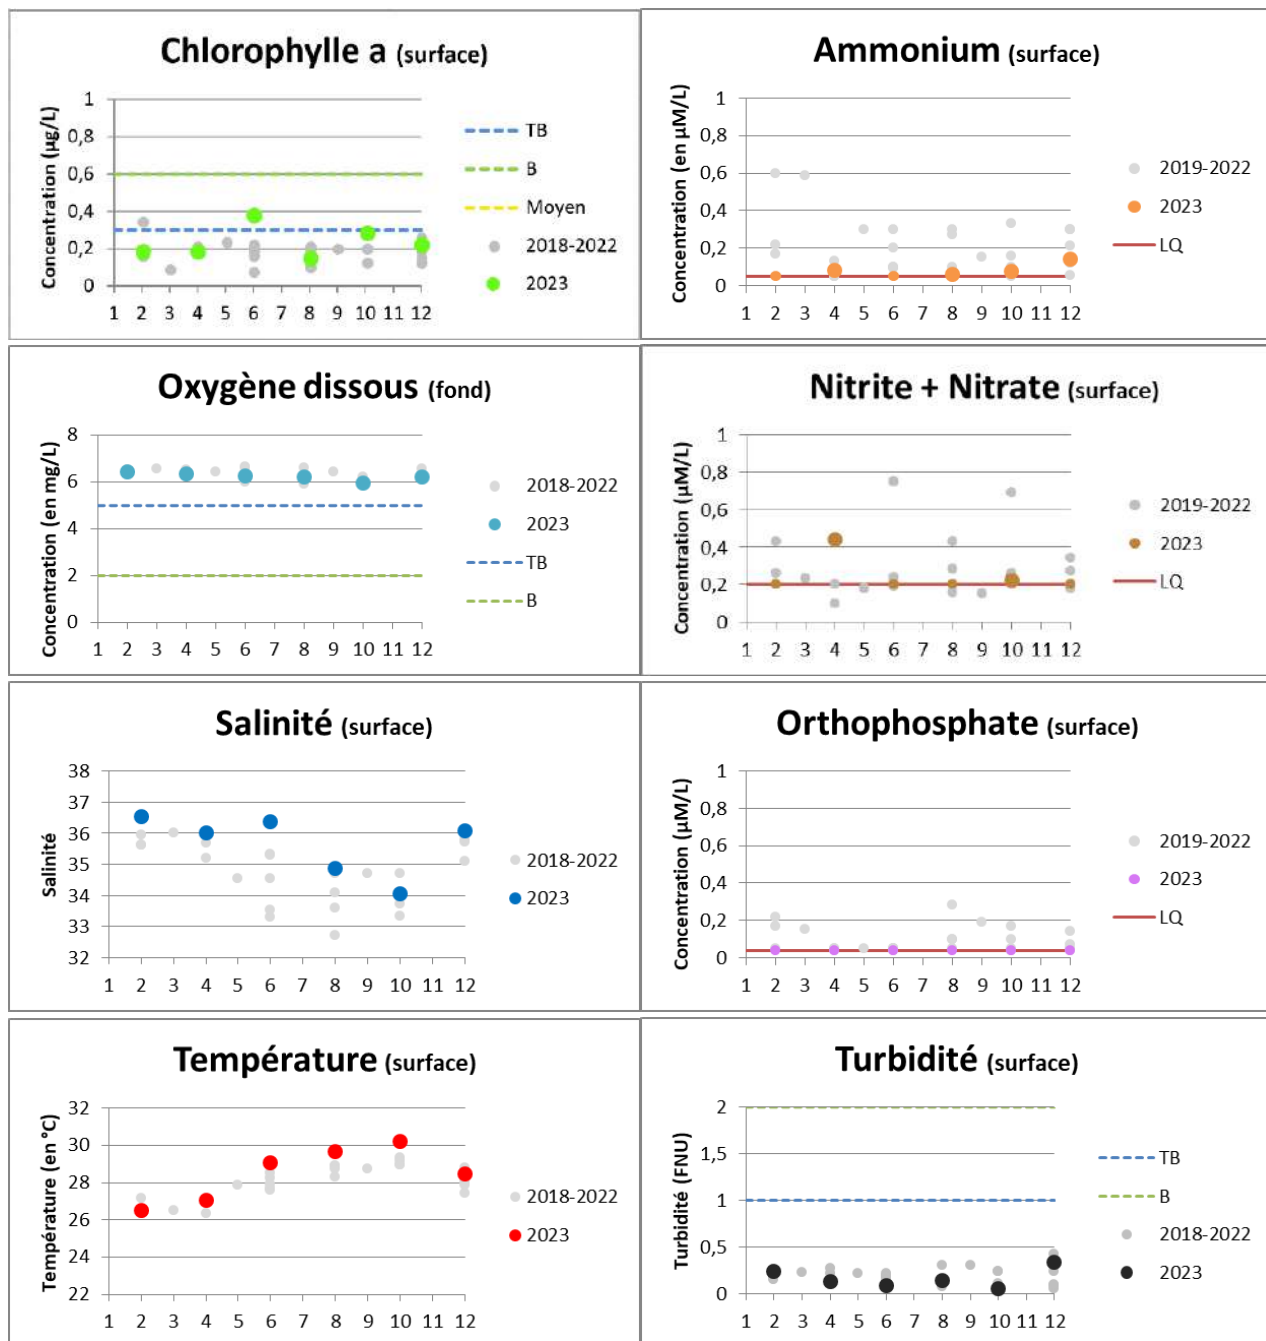 Chlorophylle a (surface)
Concentration (µg/L)
1
0,8
0,6
0,4
0,2
0
1 2 3 4 5 6 7 8 9 10 11 12
TB
B
Moyen
2018-2022
2023
Ammonium (surface)
Concentration (en µM/L)
1
0,8
0,6
0,4
0,2
0
1 2 3 4 5 6 7 8 9 10 11 12
2019-2022
2023
LQ
Oxygène dissous (fond)
Concentration (en mg/L)
8
6
4
2
0
1 2 3 4 5 6 7 8 9 10 11 12
2018-2022
2023
TB
B
Nitrite + Nitrate (surface)
Concentration (µM/L)
1
0,8
0,6
0,4
0,2
0
1 2 3 4 5 6 7 8 9 10 11 12
2019-2022
2023
LQ
Salinité (surface)
Salinité
38
37
36
35
34
33
32
1 2 3 4 5 6 7 8 9 10 11 12
2018-2022
2023
Orthophosphate (surface)
Concentration (µM/L)
1
0,8
0,6
0,4
0,2
0
1 2 3 4 5 6 7 8 9 10 11 12
2019-2022
2023
LQ
Température (surface)
Température (en °C)
32
30
28
26
24
22
1 2 3 4 5 6 7 8 9 10 11 12
2018-2022
2023
Turbidité (surface)
Turbidité (FNU)
2
1,5
1
0,5
0
1 2 3 4 5 6 7 8 9 10 11 12
TB
B
2018-2022
2023